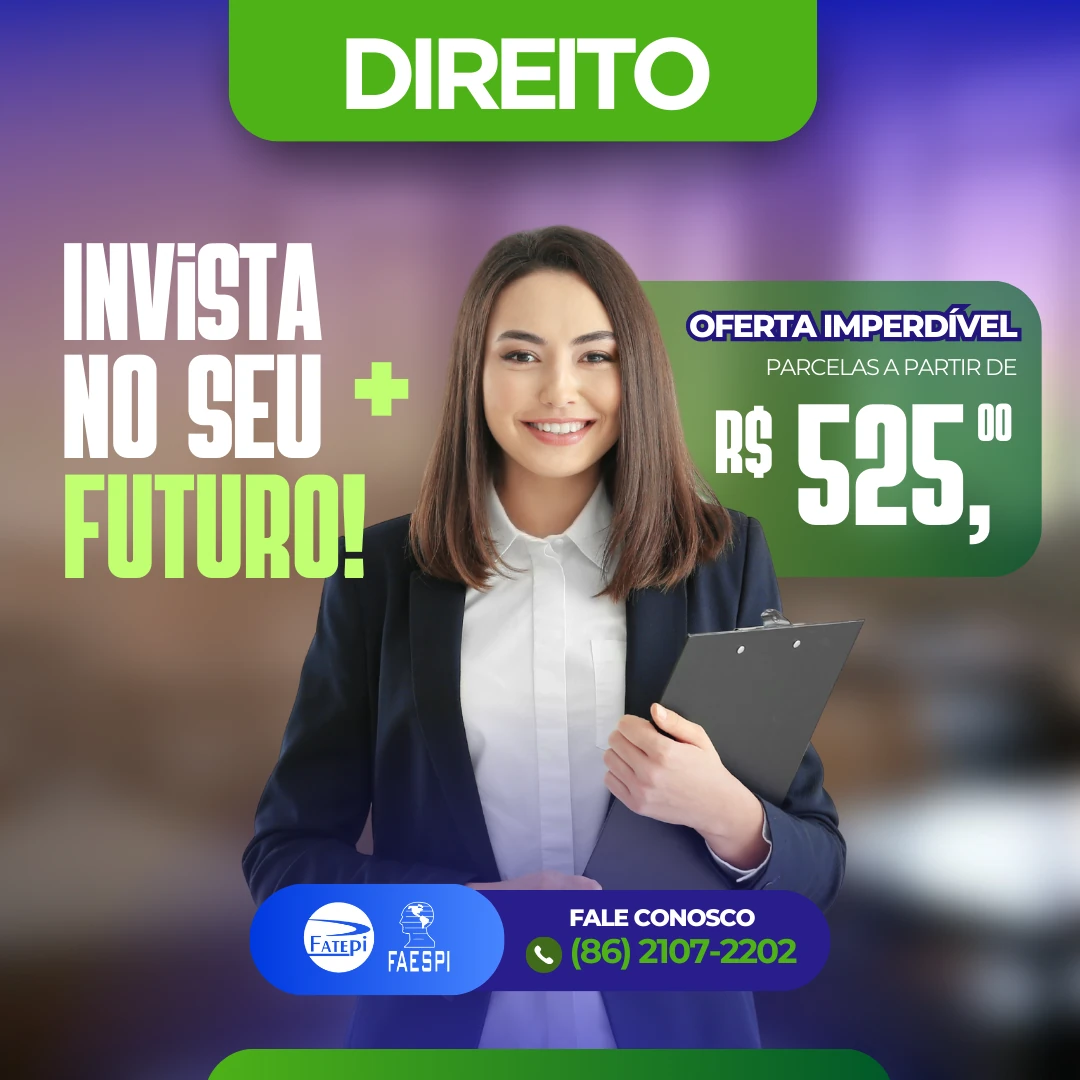 DIREITO
INVISTA
NO SEU +
FUTURO!
OFERTA IMPERDÍVEL
PARCELAS A PARTIR DE
R$ 525,00
FATEPI
FAESPI
FALE CONOSCO
(86) 2107-2202